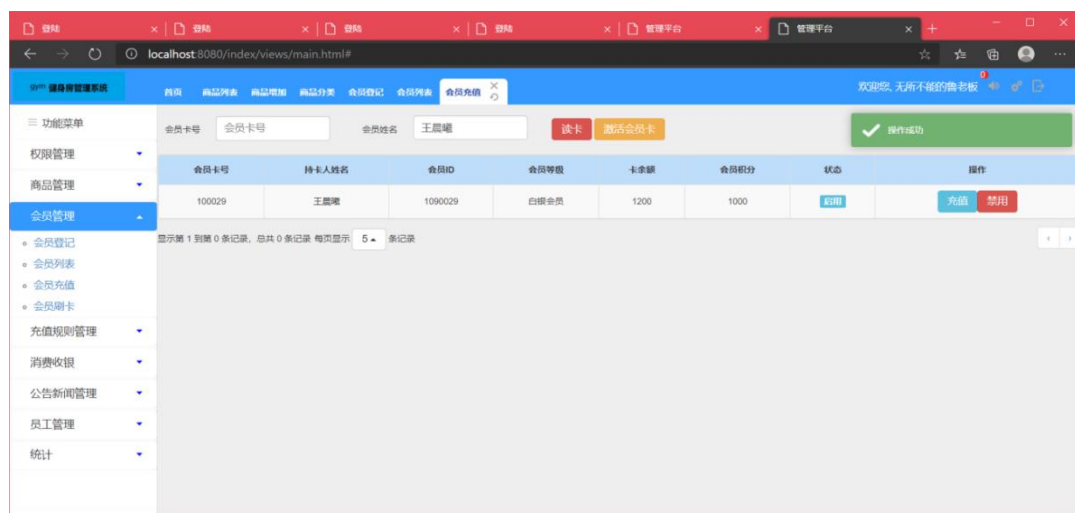 登陆 登陆 登陆 登陆 管理平台 管理平台
localhost:8080/index/views/main.html#
gym 健身房管理系统 首页 商品列表 商品增加 商品分类 会员登记 会员列表 会员充值 欢迎您, 无所不能的鲁老板 0
功能菜单
权限管理
商品管理
会员管理
会员登记
会员列表
会员充值
会员刷卡
充值规则管理
消费收银
公告新闻管理
员工管理
统计
会员卡号 会员卡号 会员姓名 王晨曦 读卡 激活会员卡
操作成功
会员卡号 持卡人姓名 会员ID 会员等级 卡余额 会员积分 状态 操作
100029 王晨曦 1090029 白银会员 1200 1000 启用 充值 禁用
显示第 1 到第 0 条记录, 总共 0 条记录 每页显示 5 条记录